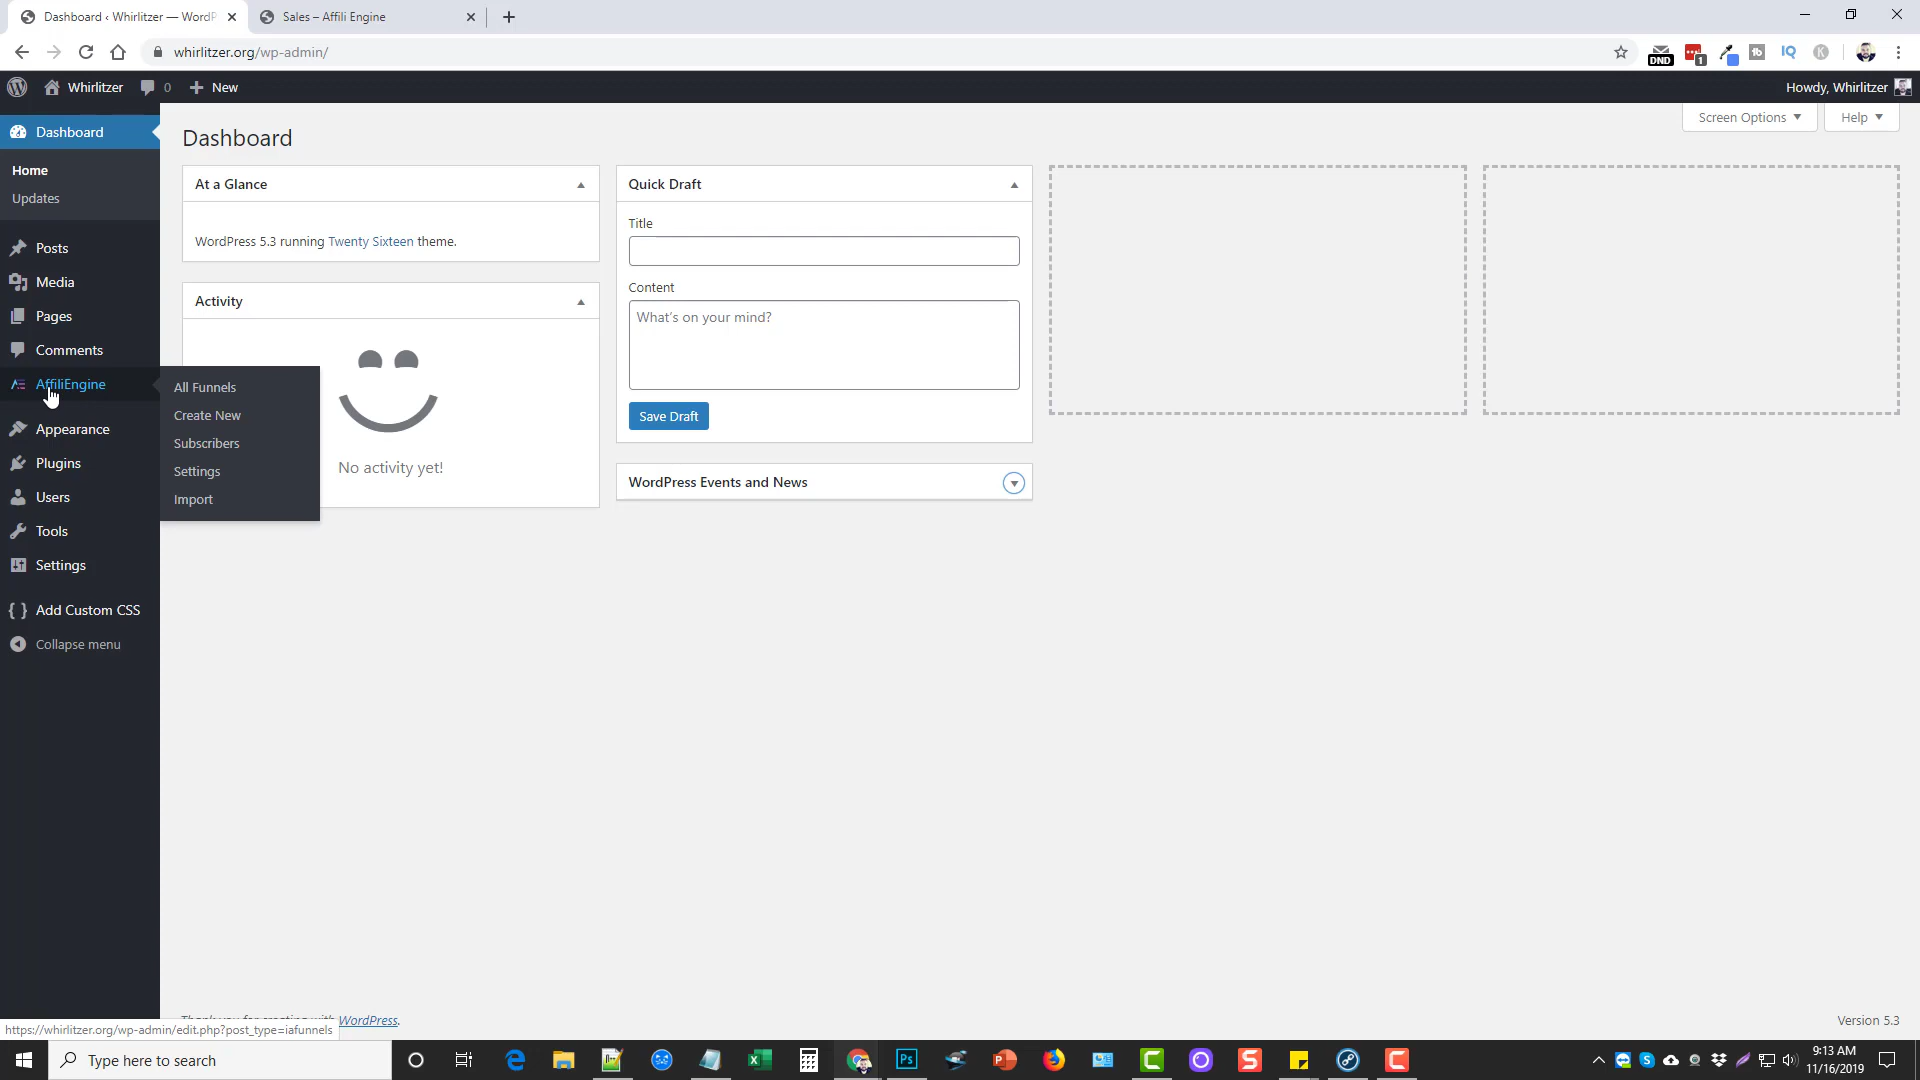 Dashboard ‹ Whirlitzer — WordP
Sales – Affili Engine
whirlitzer.org/wp-admin/
DND
1
Whirlitzer
0
New
Howdy, Whirlitzer
Dashboard
Home
Updates
Posts
Media
Pages
Comments
AffiliEngine
Appearance
Plugins
Users
Tools
Settings
Add Custom CSS
Collapse menu
All Funnels
Create New
Subscribers
Settings
Import
Dashboard
Screen Options
Help
At a Glance
WordPress 5.3 running Twenty Sixteen theme.
Activity
No activity yet!
Quick Draft
Title
Content
What's on your mind?
Save Draft
WordPress Events and News
WordPress.
Version 5.3
https://whirlitzer.org/wp-admin/edit.php?post_type=iafunnels
Type here to search
9:13 AM
11/16/2019